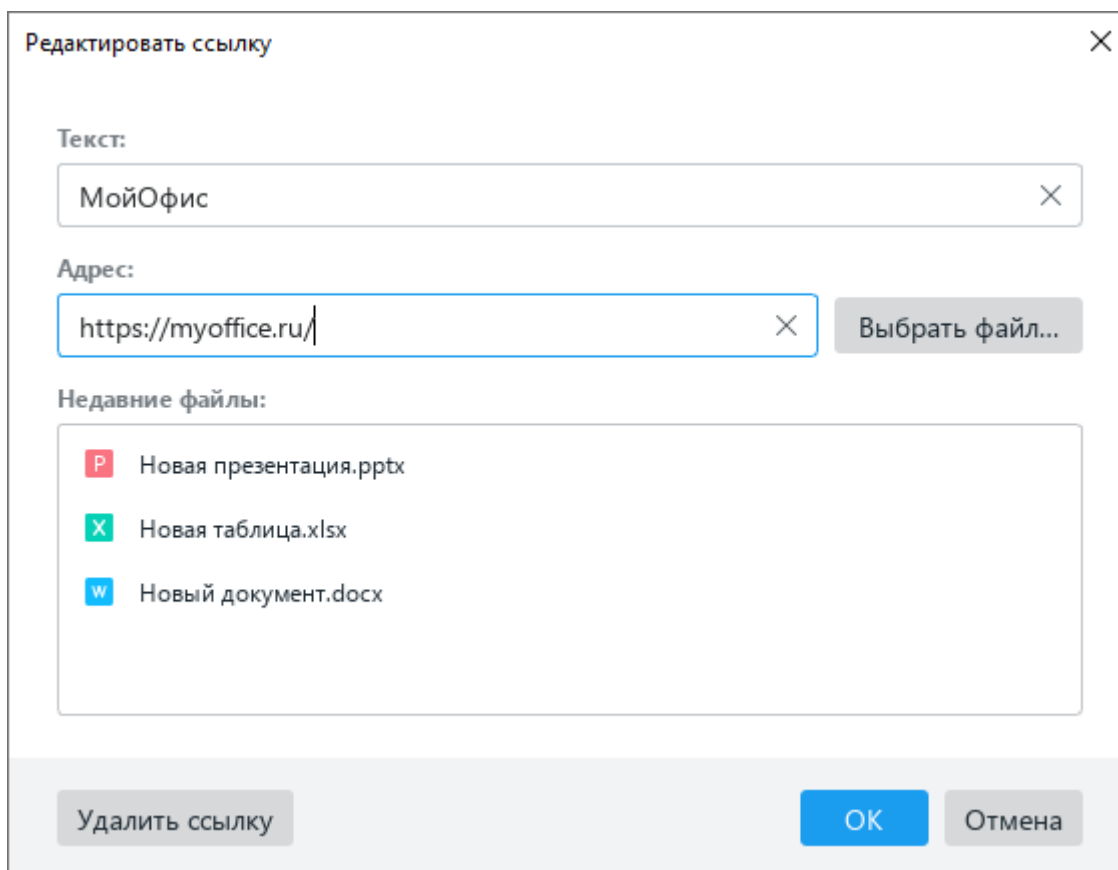 Редактировать ссылку
Текст:
МойОфис
Адрес:
https://myoffice.ru/
Выбрать файл...
Недавние файлы:
P Новая презентация.pptx
X Новая таблица.xlsx
W Новый документ.docx
Удалить ссылку
OK
Отмена